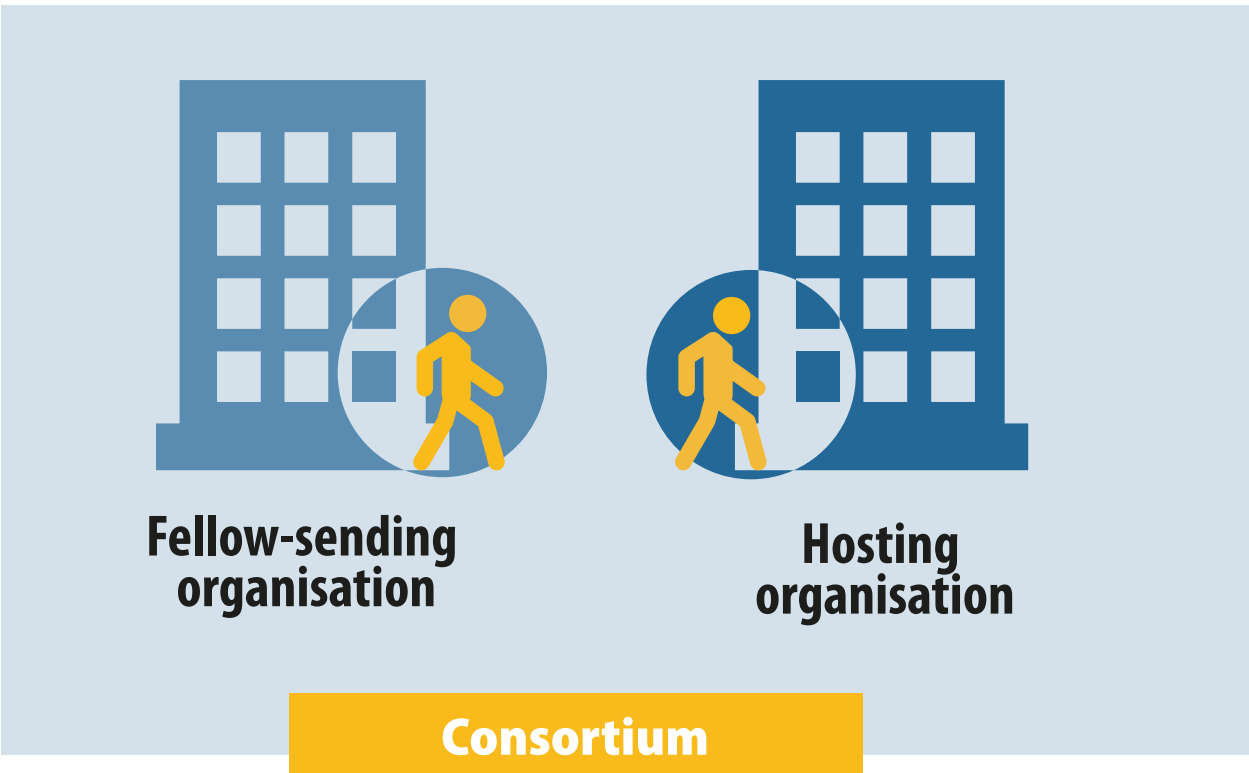 Fellow-sending
organisation
Hosting
organisation
Consortium